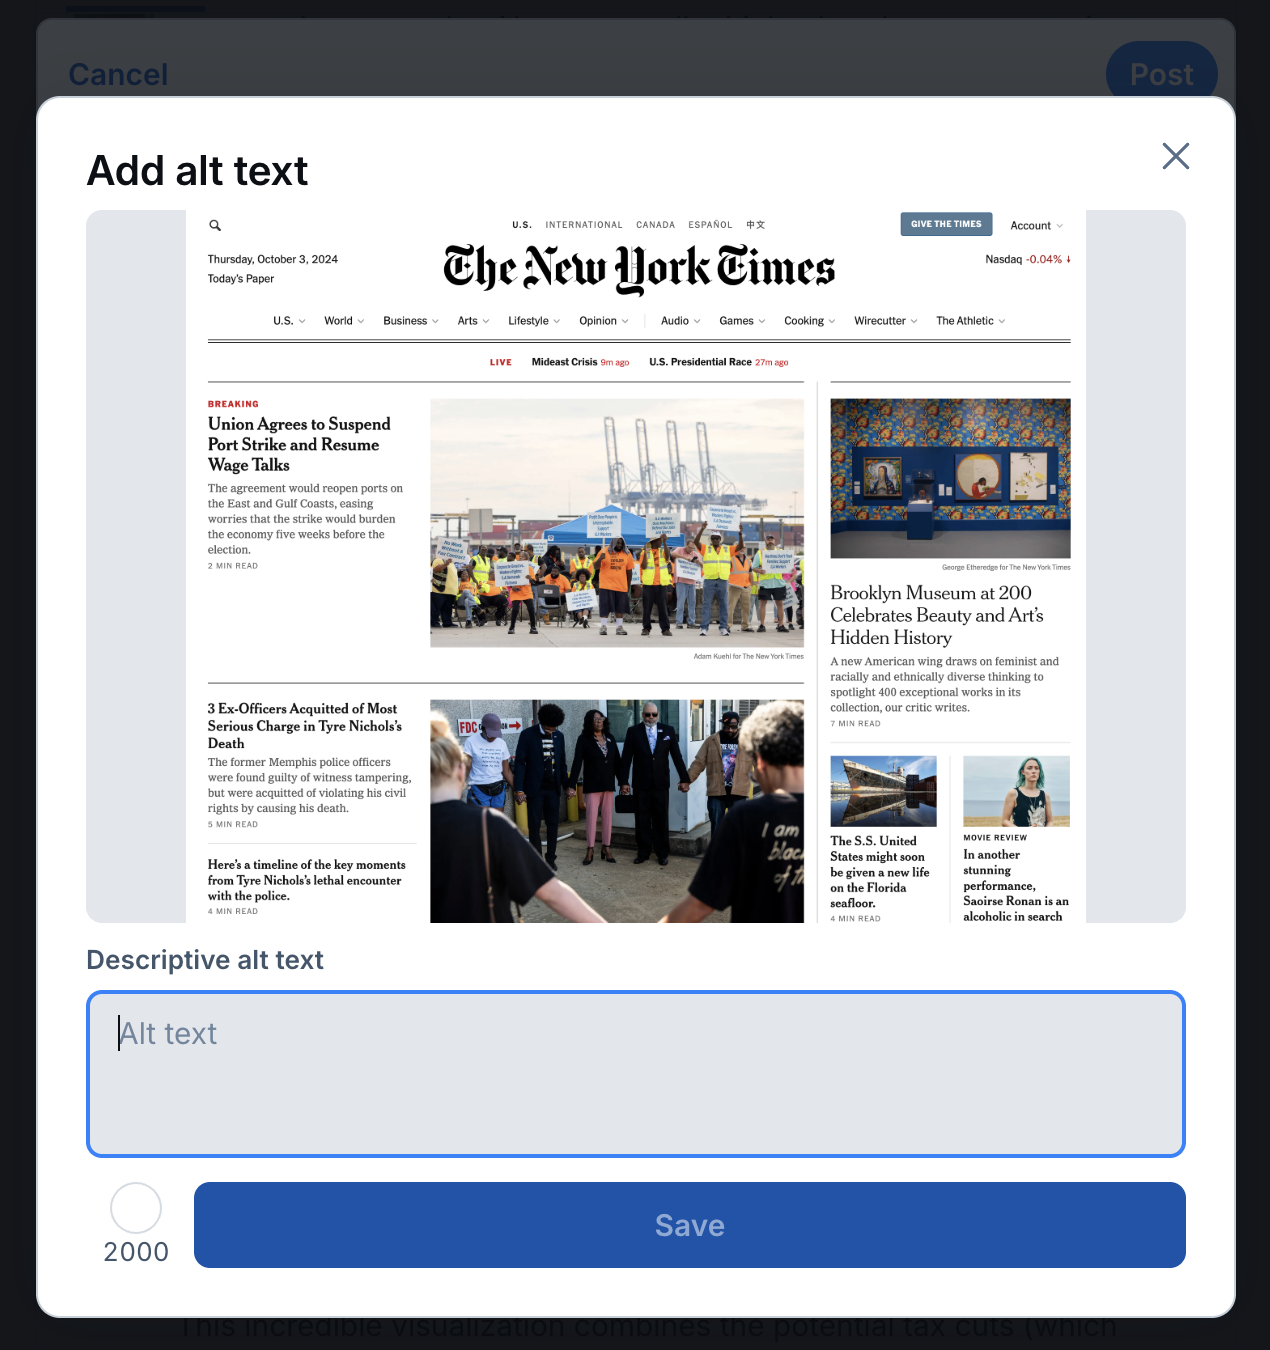 Cancel
Post
Add alt text
U.S. INTERNATIONAL CANADA ESPAÑOL 中文
GIVE THE TIMES
Account
Thursday, October 3, 2024
Today's Paper
The New York Times
Nasdaq -0.04%
U.S. World Business Arts Lifestyle Opinion Audio Games Cooking Wirecutter The Athletic
LIVE Mideast Crisis 9m ago U.S. Presidential Race 27m ago
BREAKING
Union Agrees to Suspend
Port Strike and Resume
Wage Talks
The agreement would reopen ports on
the East and Gulf Coasts, easing
worries that the strike would burden
the economy five weeks before the
election.
2 MIN READ
Adam Kuehl for The New York Times
3 Ex-Officers Acquitted of Most
Serious Charge in Tyre Nichols's
Death
The former Memphis police officers
were found guilty of witness tampering,
but were acquitted of violating his civil
rights by causing his death.
5 MIN READ
Here's a timeline of the key moments
from Tyre Nichols's lethal encounter
with the police.
4 MIN READ
FDC
I am
black
of th
George Etheredge for The New York Times
Brooklyn Museum at 200
Celebrates Beauty and Art's
Hidden History
A new American wing draws on feminist and
racially and ethnically diverse thinking to
spotlight 400 exceptional works in its
collection, our critic writes.
7 MIN READ
The S.S. United
States might soon
be given a new life
on the Florida
seafloor.
4 MIN READ
MOVIE REVIEW
In another
stunning
performance,
Saoirse Ronan is an
alcoholic in search
Descriptive alt text
Alt text
2000
Save
This incredible visualization combines the potential tax cuts (which